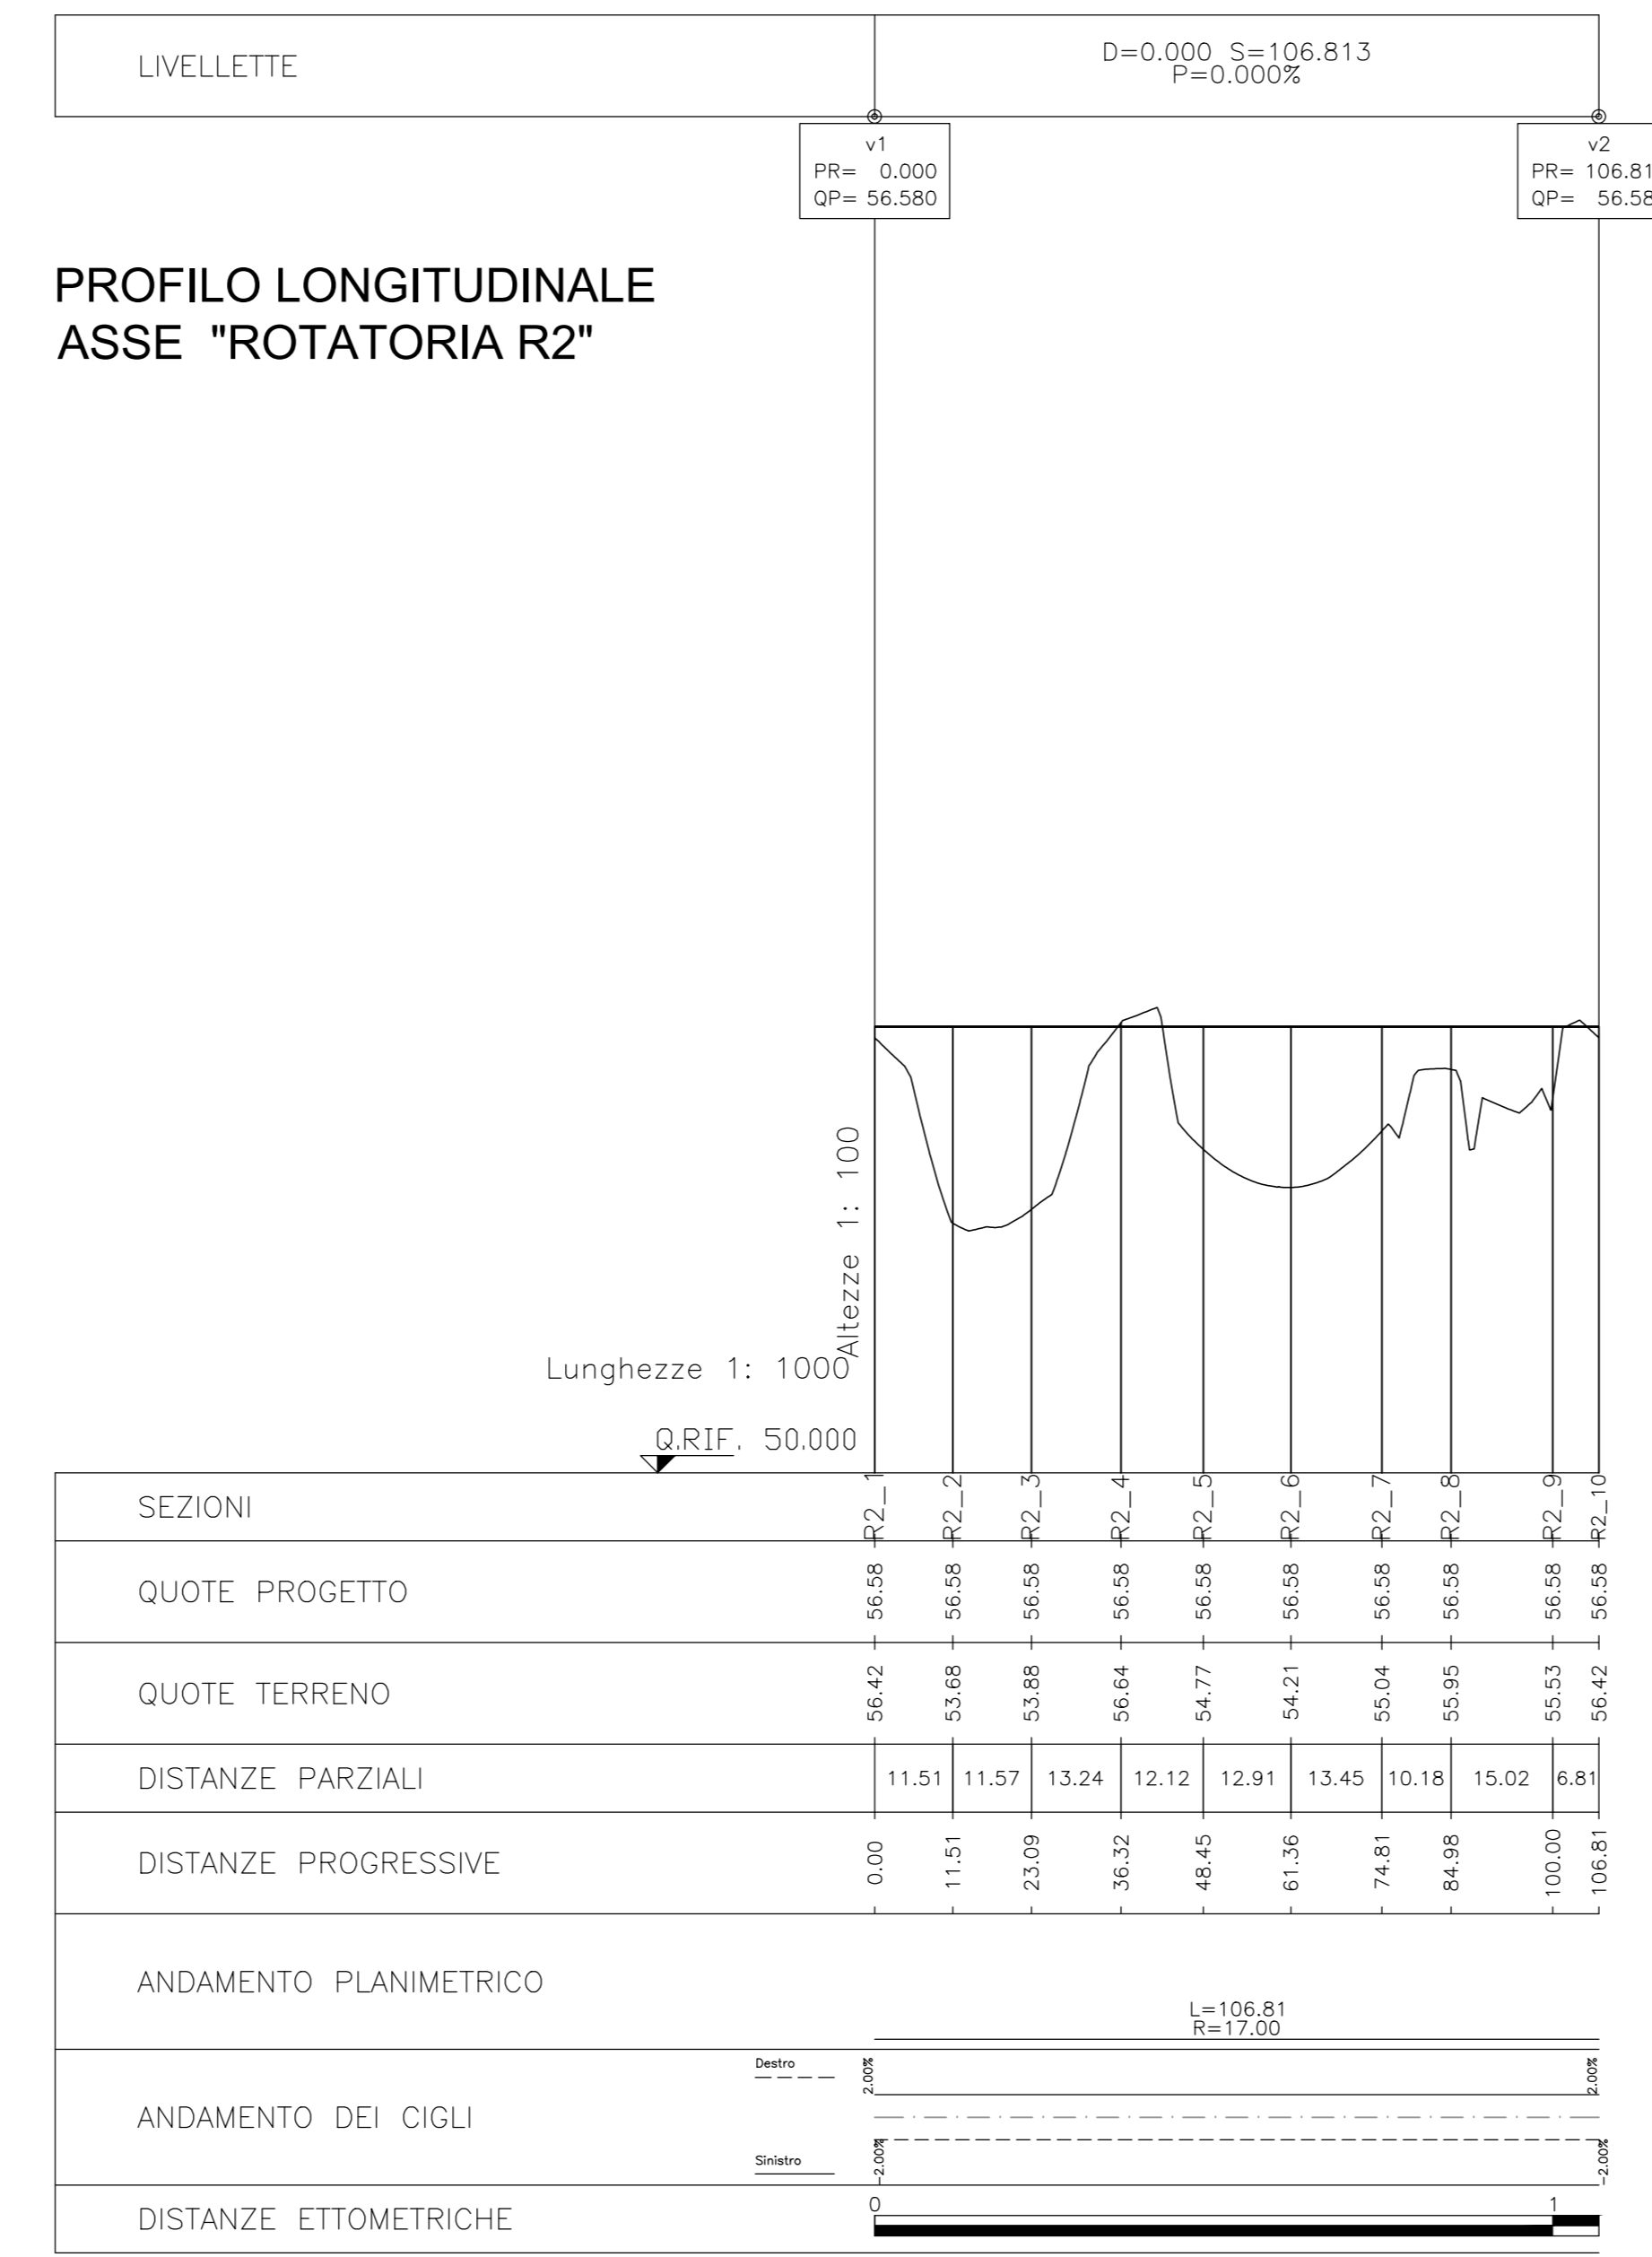 LIVELLETTE
D=0.000 S=106.813
P=0.000%
v1
PR= 0.000
QP= 56.580
v2
PR= 106.81
QP= 56.58
PROFILO LONGITUDINALE
ASSE "ROTATORIA R2"
Altezze 1: 100
Lunghezze 1: 1000
Q.RIF. 50.000
SEZIONI R2_1 R2_2 R2_3 R2_4 R2_5 R2_6 R2_7 R2_8 R2_9 R2_10
QUOTE PROGETTO 56.58 56.58 56.58 56.58 56.58 56.58 56.58 56.58 56.58 56.58
QUOTE TERRENO 56.42 53.68 53.88 56.64 54.77 54.21 55.04 55.95 55.53 56.42
DISTANZE PARZIALI 11.51 11.57 13.24 12.12 12.91 13.45 10.18 15.02 6.81
DISTANZE PROGRESSIVE 0.00 11.51 23.09 36.32 48.45 61.36 74.81 84.98 100.00 106.81
ANDAMENTO PLANIMETRICO
L=106.81
R=17.00
Destro 2.00% 2.00%
ANDAMENTO DEI CIGLI
Sinistro -2.00% -2.00%
0 1
DISTANZE ETTOMETRICHE